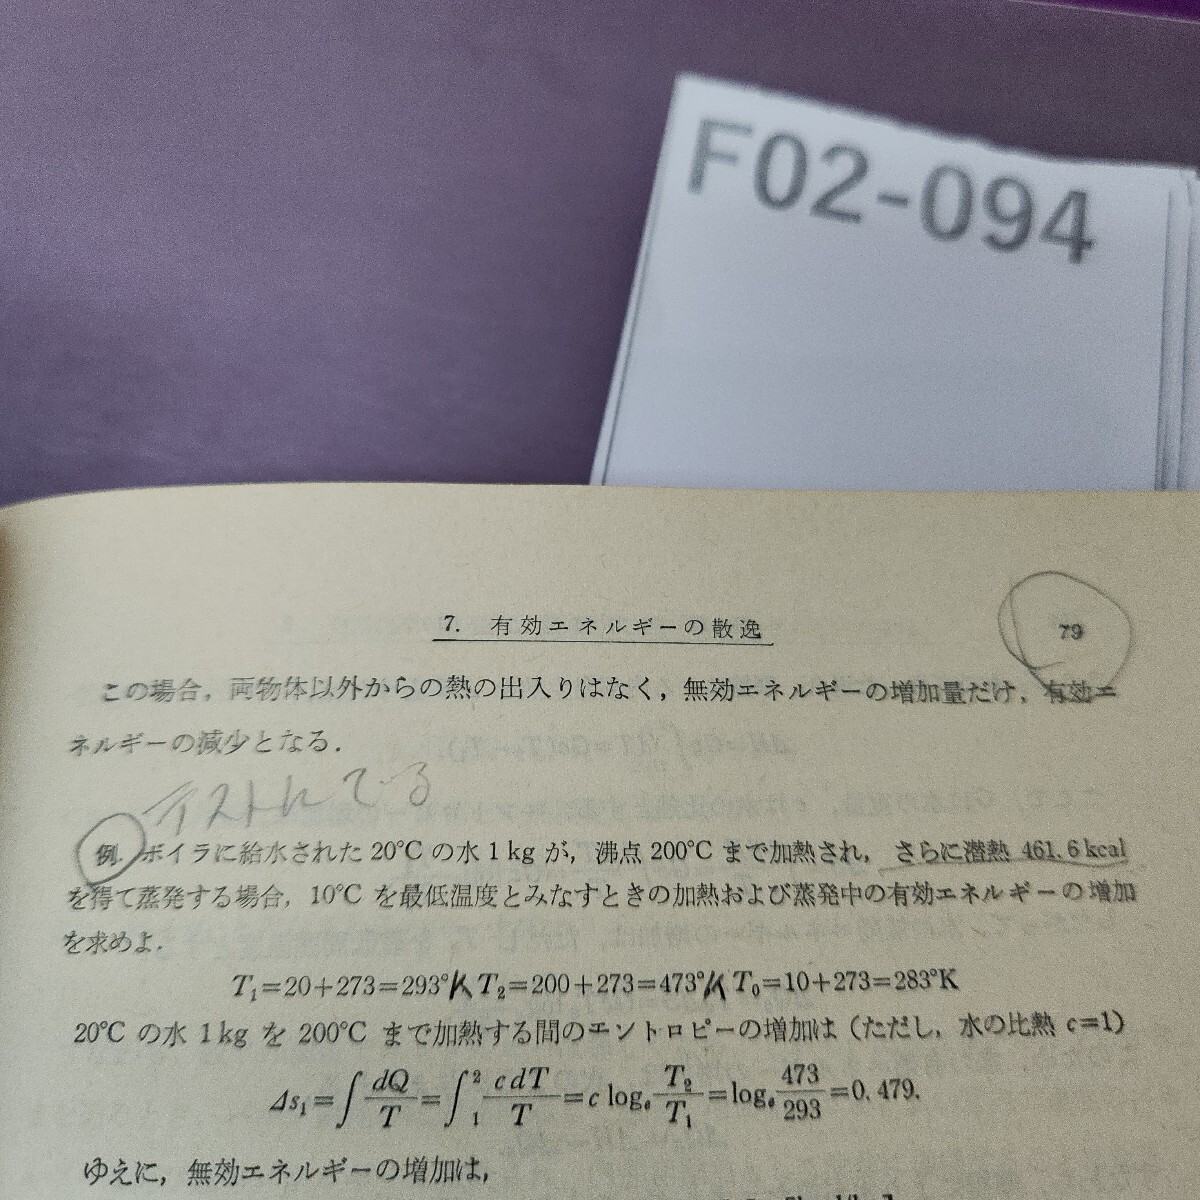 F02-094
7. 有効エネルギーの散逸
79
この場合，両物体以外からの熱の出入りはなく，無効エネルギーの増加量だけ，有効エ
ネルギーの減少となる．
テストにでる
例．ボイラに給水された 20℃ の水 1 kg が，沸点 200℃ まで加熱され，さらに潜熱 461.6 kcal
を得て蒸発する場合，10℃ を最低温度とみなすときの加熱および蒸発中の有効エネルギーの増加
を求めよ．
T₁=20+273=293°K T₂=200+273=473°K T₀=10+273=283°K
20℃ の水 1 kg を 200℃ まで加熱する間のエントロピーの増加は（ただし，水の比熱 c=1）
Δs₁=∫dQ/T=∫₁²cdT/T=c logₑ T₂/T₁=logₑ 473/293=0.479.
ゆえに，無効エネルギーの増加は，